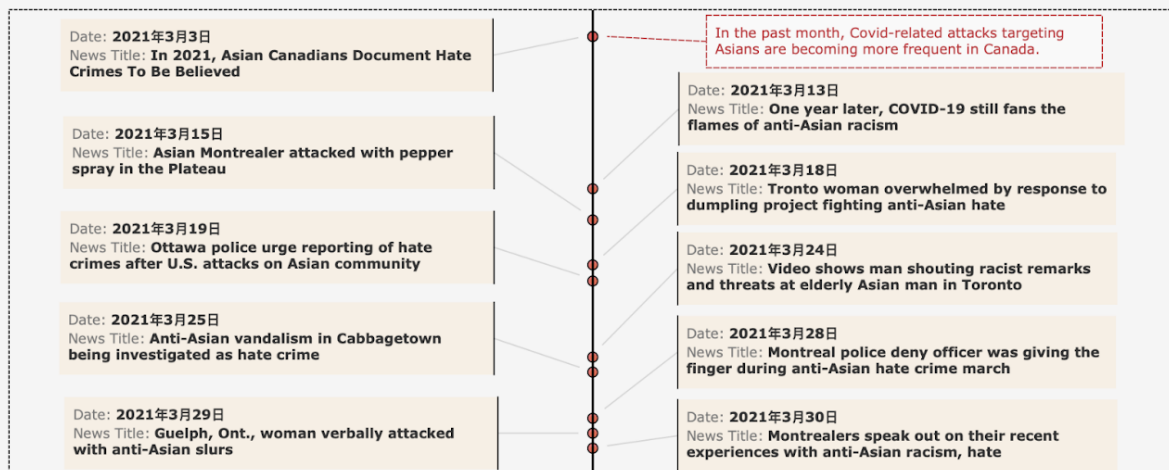 Date: 2021年3月3日
News Title: In 2021, Asian Canadians Document Hate
Crimes To Be Believed
In the past month, Covid-related attacks targeting
Asians are becoming more frequent in Canada.
Date: 2021年3月13日
News Title: One year later, COVID-19 still fans the
flames of anti-Asian racism
Date: 2021年3月15日
News Title: Asian Montrealer attacked with pepper
spray in the Plateau
Date: 2021年3月18日
News Title: Tronto woman overwhelmed by response to
dumpling project fighting anti-Asian hate
Date: 2021年3月19日
News Title: Ottawa police urge reporting of hate
crimes after U.S. attacks on Asian community
Date: 2021年3月24日
News Title: Video shows man shouting racist remarks
and threats at elderly Asian man in Toronto
Date: 2021年3月25日
News Title: Anti-Asian vandalism in Cabbagetown
being investigated as hate crime
Date: 2021年3月28日
News Title: Montreal police deny officer was giving the
finger during anti-Asian hate crime march
Date: 2021年3月29日
News Title: Guelph, Ont., woman verbally attacked
with anti-Asian slurs
Date: 2021年3月30日
News Title: Montrealers speak out on their recent
experiences with anti-Asian racism, hate